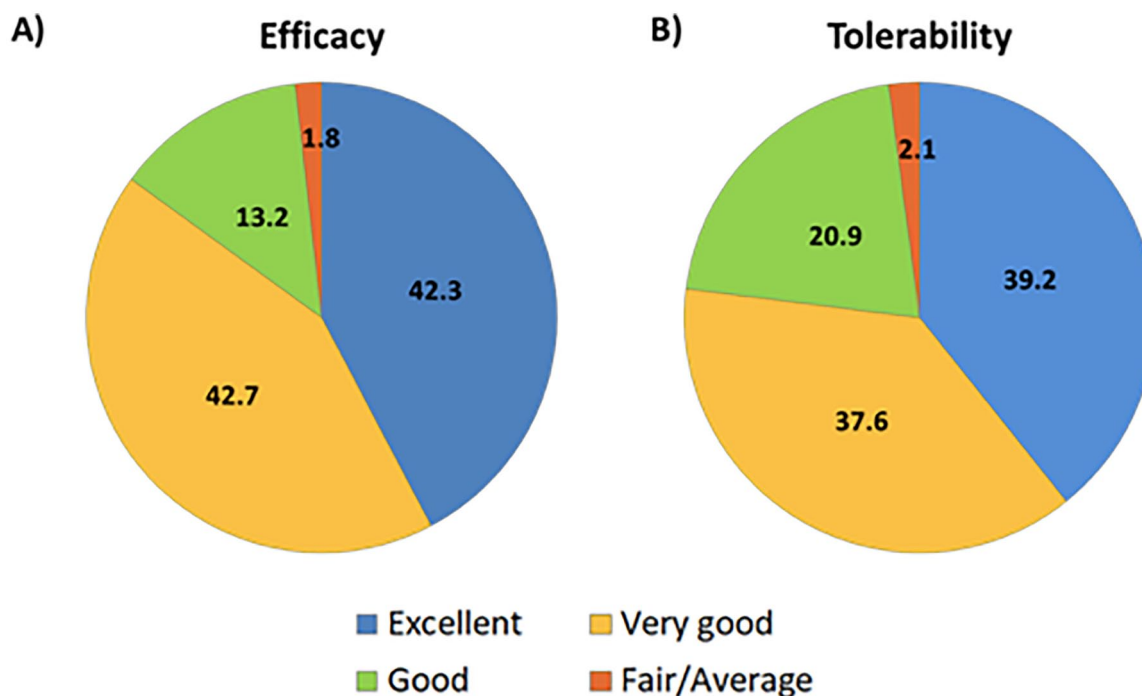 A) Efficacy
B) Tolerability
1.8
13.2
42.3
42.7
2.1
20.9
39.2
37.6
Excellent
Very good
Good
Fair/Average